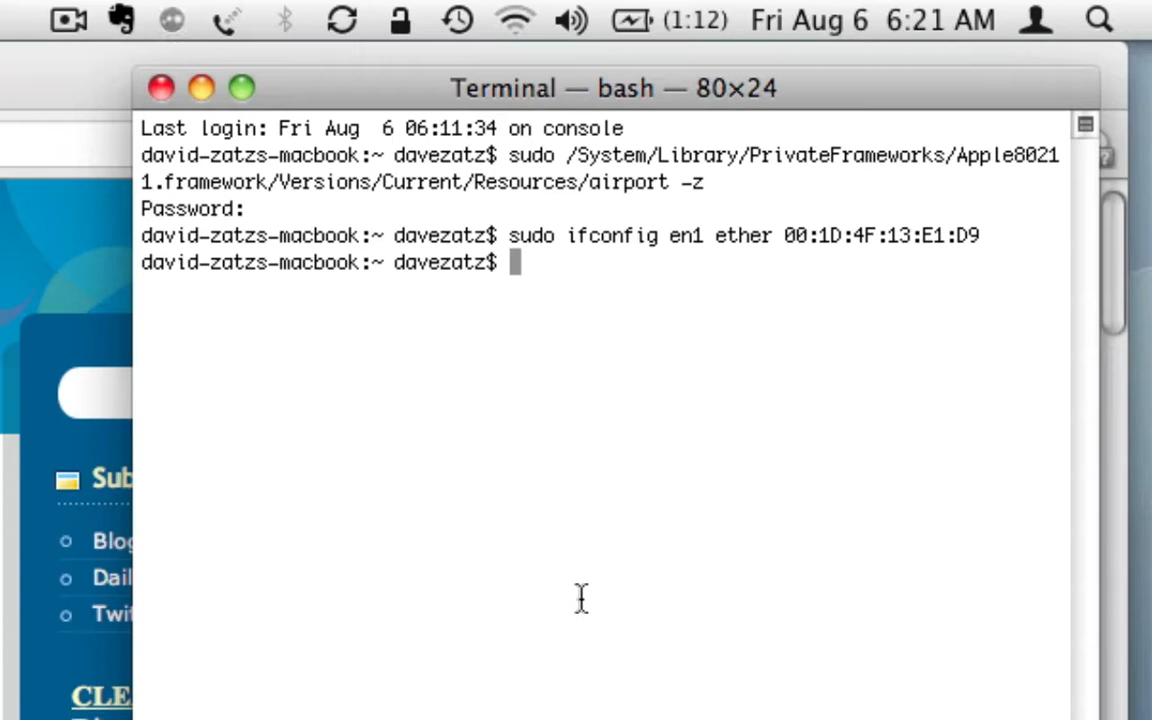 (1:12) Fri Aug 6 6:21 AM
Terminal — bash — 80×24
Last login: Fri Aug  6 06:11:34 on console
david-zatzs-macbook:~ davezatz$ sudo /System/Library/PrivateFrameworks/Apple8021
1.framework/Versions/Current/Resources/airport -z
Password:
david-zatzs-macbook:~ davezatz$ sudo ifconfig en1 ether 00:1D:4F:13:E1:D9
david-zatzs-macbook:~ davezatz$
Sub
Blog
Dail
Twit
CLE